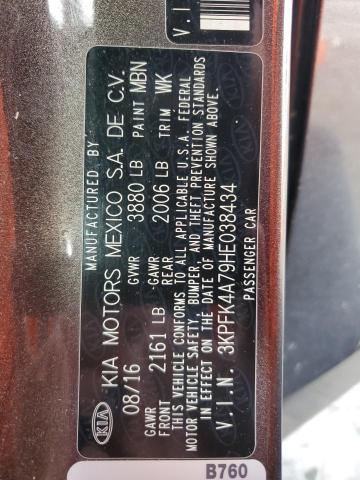 MANUFACTURED BY
KIA KIA MOTORS MEXICO S.A. DE C.V.
08/16 GVWR 3880 LB PAINT MBN
GAWR FRONT 2161 LB GAWR REAR 2006 LB TRIM WK
THIS VEHICLE CONFORMS TO ALL APPLICABLE U.S.A. FEDERAL
MOTOR VEHICLE SAFETY, BUMPER, AND THEFT PREVENTION STANDARDS
IN EFFECT ON THE DATE OF MANUFACTURE SHOWN ABOVE.
V.I.N. 3KPFK4A79HE038434
PASSENGER CAR
V.I
B760